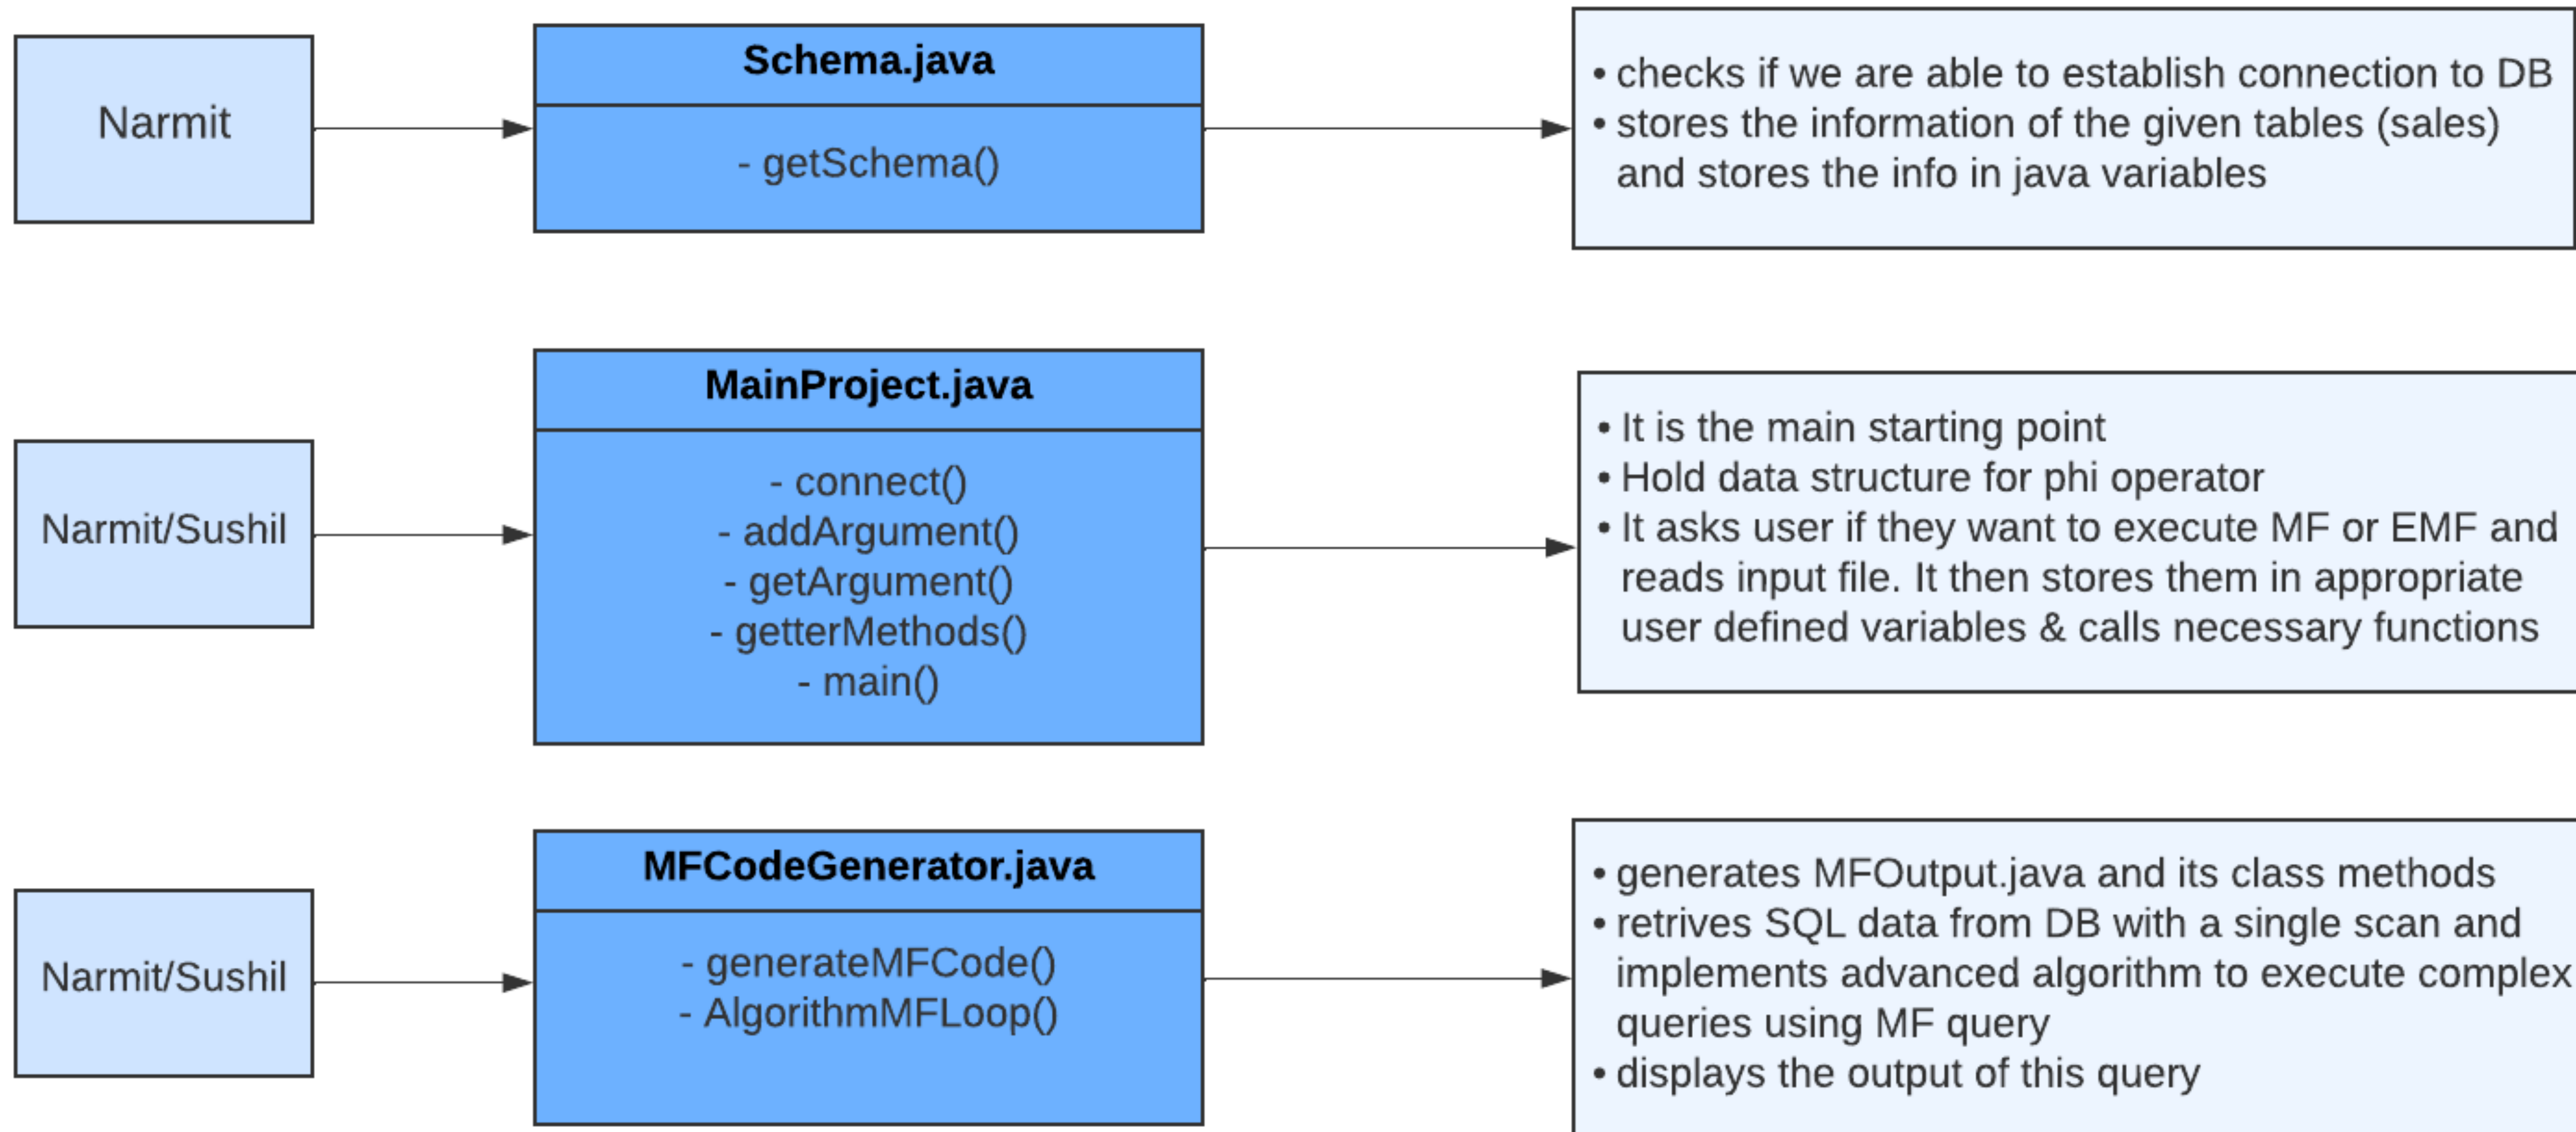 Narmit
Schema.java
- getSchema()
• checks if we are able to establish connection to DB
• stores the information of the given tables (sales)
and stores the info in java variables
Narmit/Sushil
MainProject.java
- connect()
- addArgument()
- getArgument()
- getterMethods()
- main()
• It is the main starting point
• Hold data structure for phi operator
• It asks user if they want to execute MF or EMF and
reads input file. It then stores them in appropriate
user defined variables & calls necessary functions
Narmit/Sushil
MFCodeGenerator.java
- generateMFCode()
- AlgorithmMFLoop()
• generates MFOutput.java and its class methods
• retrives SQL data from DB with a single scan and
implements advanced algorithm to execute complex
queries using MF query
• displays the output of this query